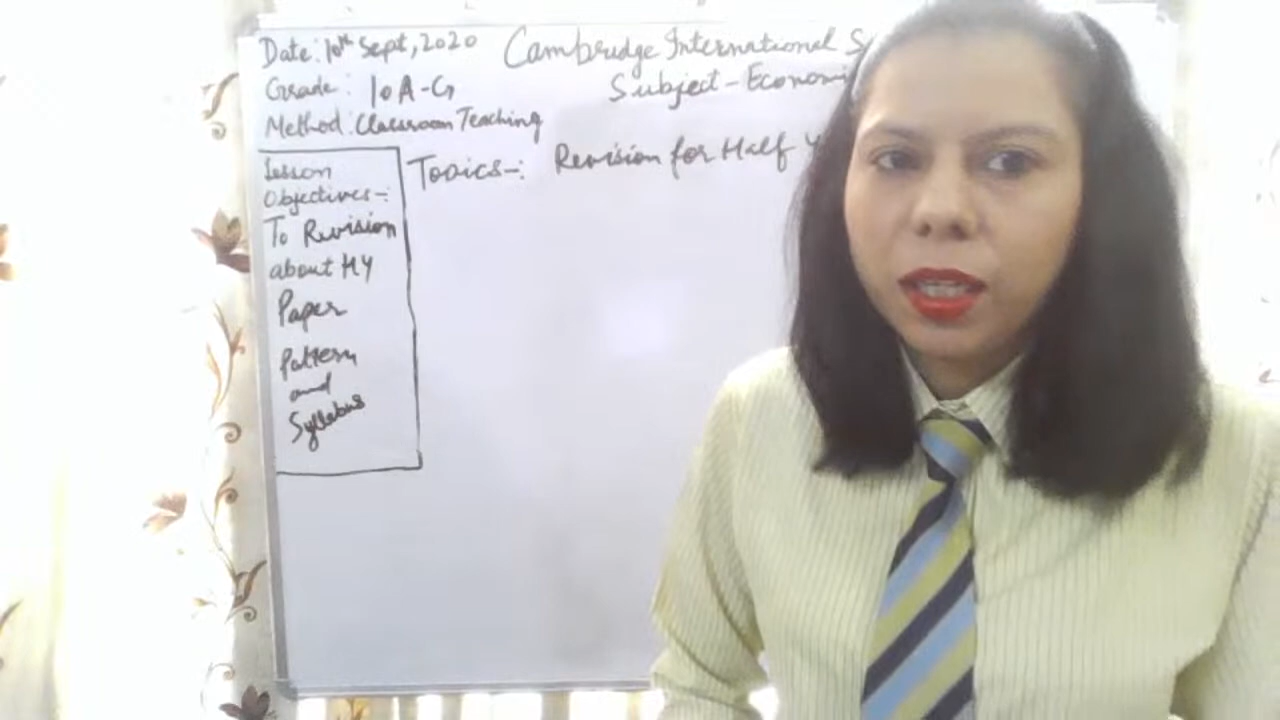 Date: 10th Sept, 2020
Cambridge International S
Grade: 10 A-G
Subject - Economi
Method: Classroom Teaching
Topics-: Revision for Half Y
Lesson
Objectives-:
To Revision
about HY
Paper
Pattern
and
Syllabus